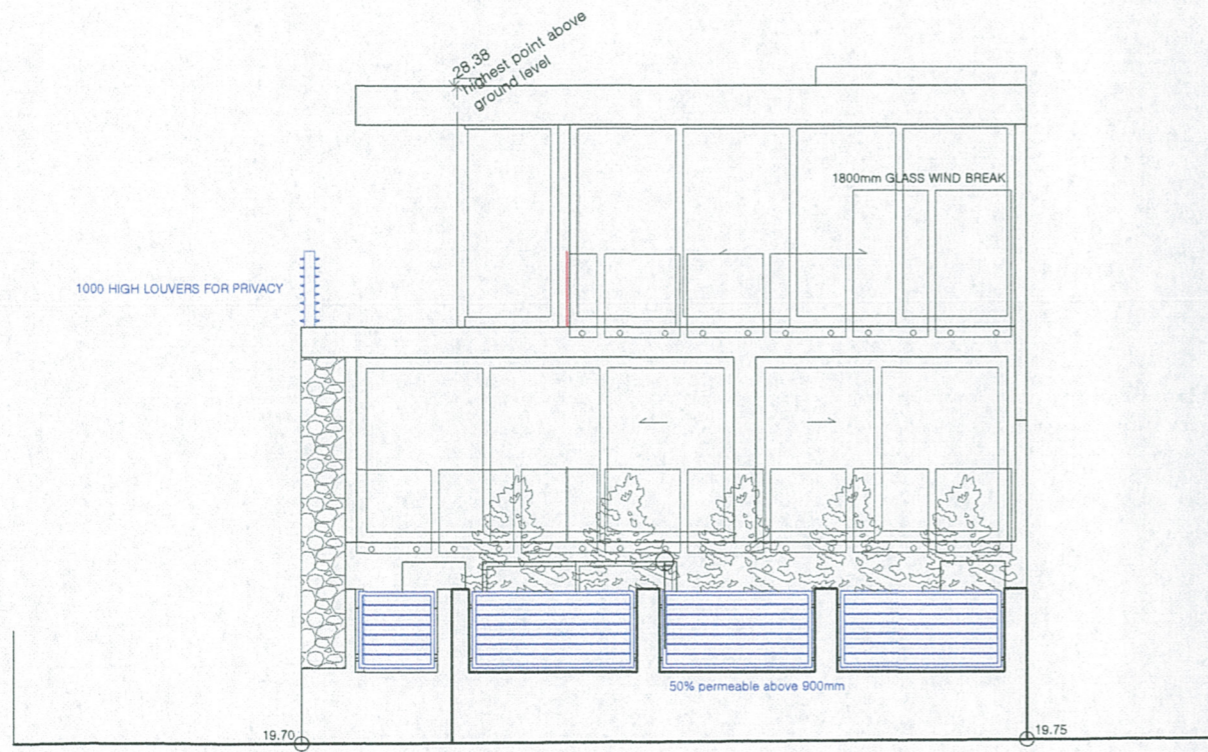 28.38
highest point above
ground level
1800mm GLASS WIND BREAK
1000 HIGH LOUVERS FOR PRIVACY
50% permeable above 900mm
19.70
19.75